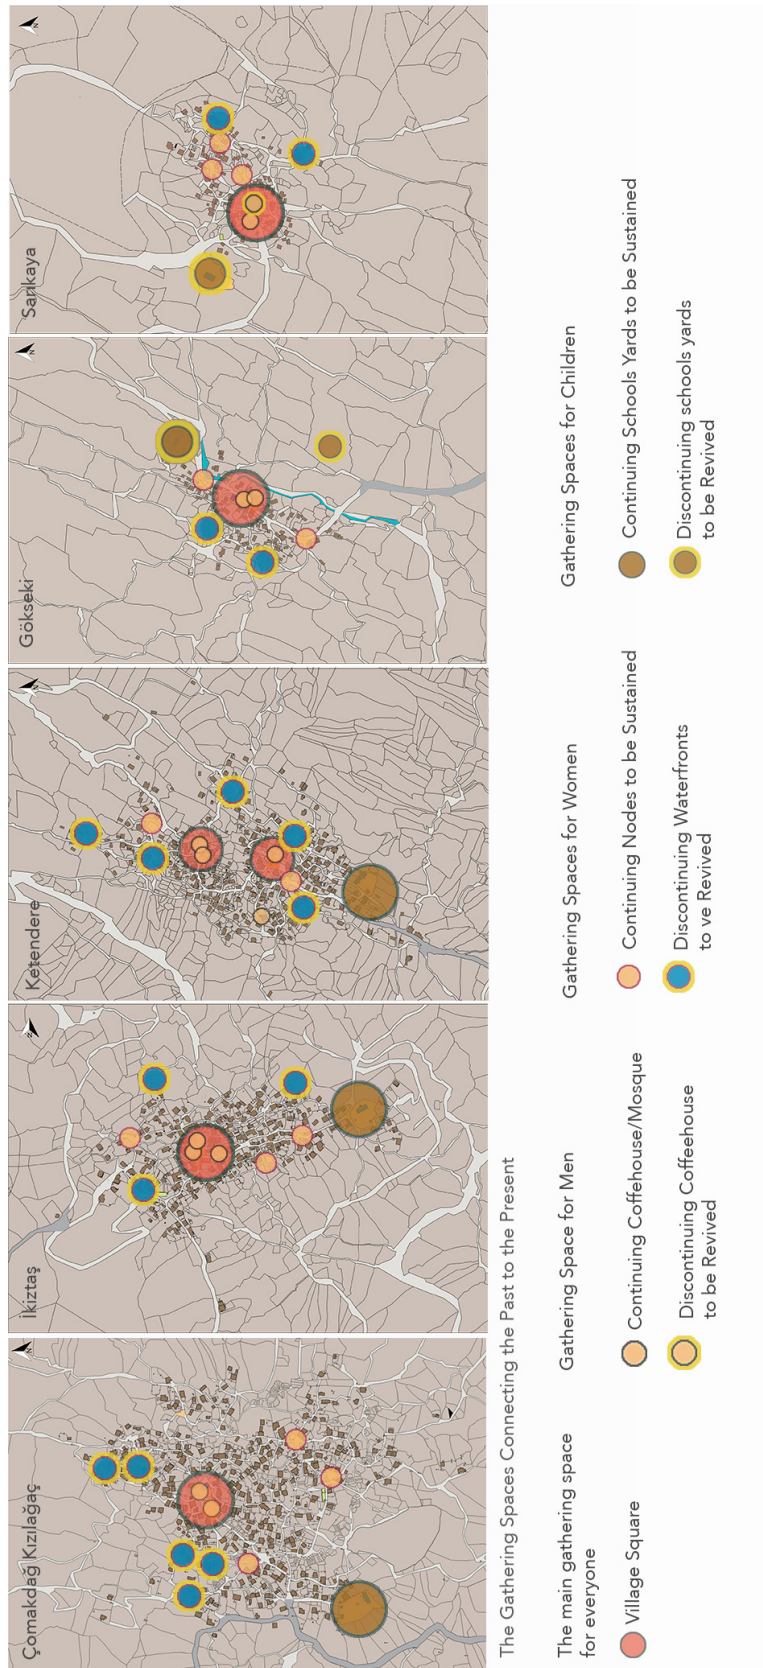 Çomakdağ Kızılağaç
İkiztaş
Ketendere
Gökseki
Sarıkaya
The Gathering Spaces Connecting the Past to the Present
The main gathering space
for everyone
Village Square
Gathering Space for Men
Continuing Coffehouse/Mosque
Discontinuing Coffeehouse
to be Revived
Gathering Spaces for Women
Continuing Nodes to be Sustained
Discontinuing Waterfronts
to ve Revived
Gathering Spaces for Children
Continuing Schools Yards to be Sustained
Discontinuing schools yards
to be Revived